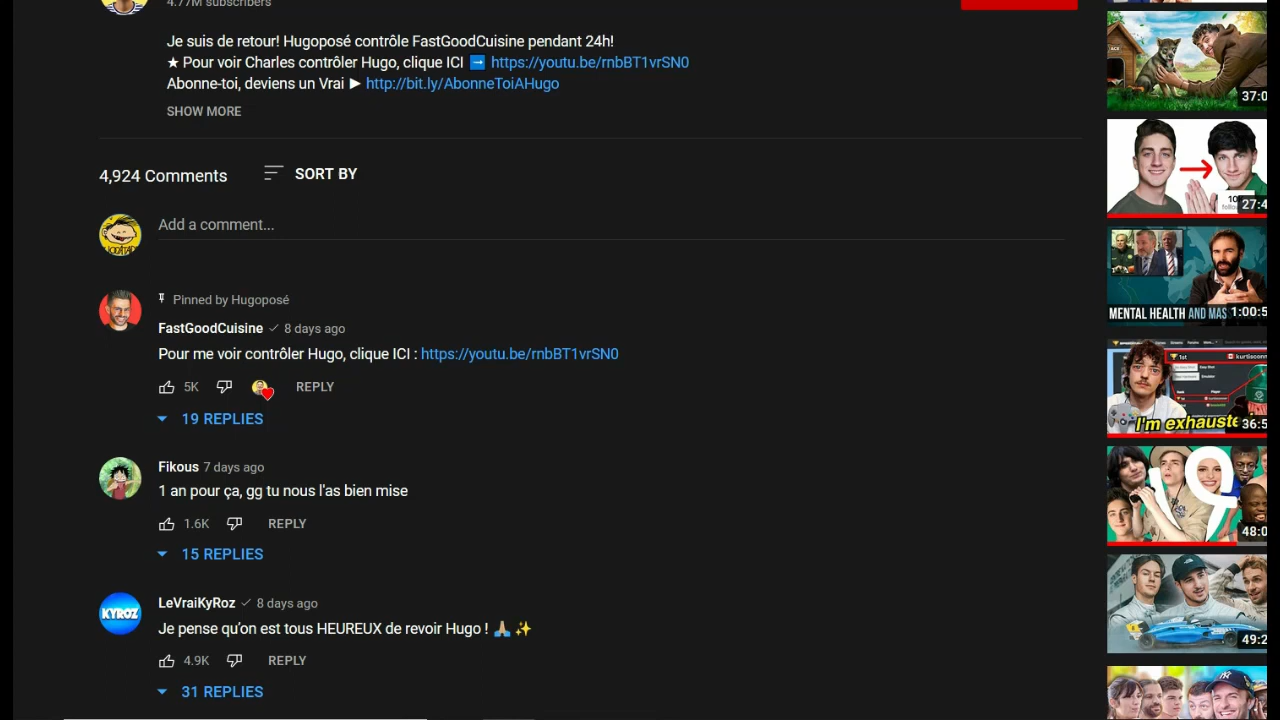 4.77M subscribers
Je suis de retour! Hugoposé contrôle FastGoodCuisine pendant 24h!
★ Pour voir Charles contrôler Hugo, clique ICI ➡ https://youtu.be/rnbBT1vrSN0
Abonne-toi, deviens un Vrai ► http://bit.ly/AbonneToiAHugo
SHOW MORE
4,924 Comments
SORT BY
Add a comment...
Pinned by Hugoposé
FastGoodCuisine 8 days ago
Pour me voir contrôler Hugo, clique ICI : https://youtu.be/rnbBT1vrSN0
5K REPLY
19 REPLIES
Fikous 7 days ago
1 an pour ça, gg tu nous l'as bien mise
1.6K REPLY
15 REPLIES
KYROZ
LeVraiKyRoz 8 days ago
Je pense qu'on est tous HEUREUX de revoir Hugo ! 🙏🏼 ✨
4.9K REPLY
31 REPLIES
37:0
10
27:4
MENTAL HEALTH AND MAS
1:00:5
1st
kurtisconn
I'm exhauste
36:5
48:0
49:2